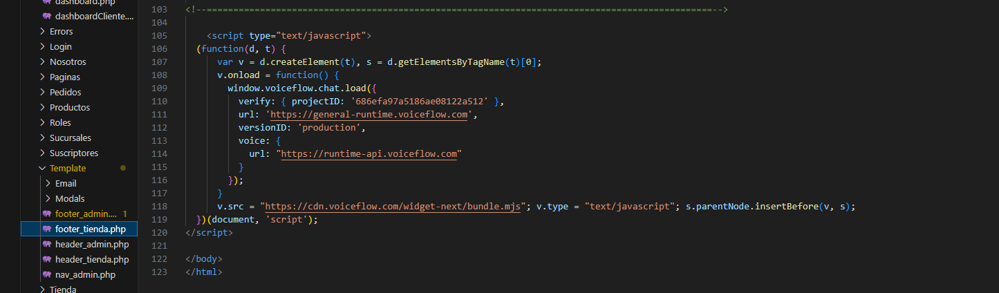 dashboard.php
dashboardCliente....
Errors
Login
Nosotros
Paginas
Pedidos
Productos
Roles
Sucursales
Suscriptores
Template
Email
Modals
footer_admin.... 1
footer_tienda.php
header_admin.php
header_tienda.php
nav_admin.php
Tienda
103 <!--===============================================================================================-->
104
105 <script type="text/javascript">
106 (function(d, t) {
107 var v = d.createElement(t), s = d.getElementsByTagName(t)[0];
108 v.onload = function() {
109 window.voiceflow.chat.load({
110 verify: { projectID: '686efa97a5186ae08122a512' },
111 url: 'https://general-runtime.voiceflow.com',
112 versionID: 'production',
113 voice: {
114 url: "https://runtime-api.voiceflow.com"
115 }
116 });
117 }
118 v.src = "https://cdn.voiceflow.com/widget-next/bundle.mjs"; v.type = "text/javascript"; s.parentNode.insertBefore(v, s);
119 })(document, 'script');
120 </script>
121
122 </body>
123 </html>